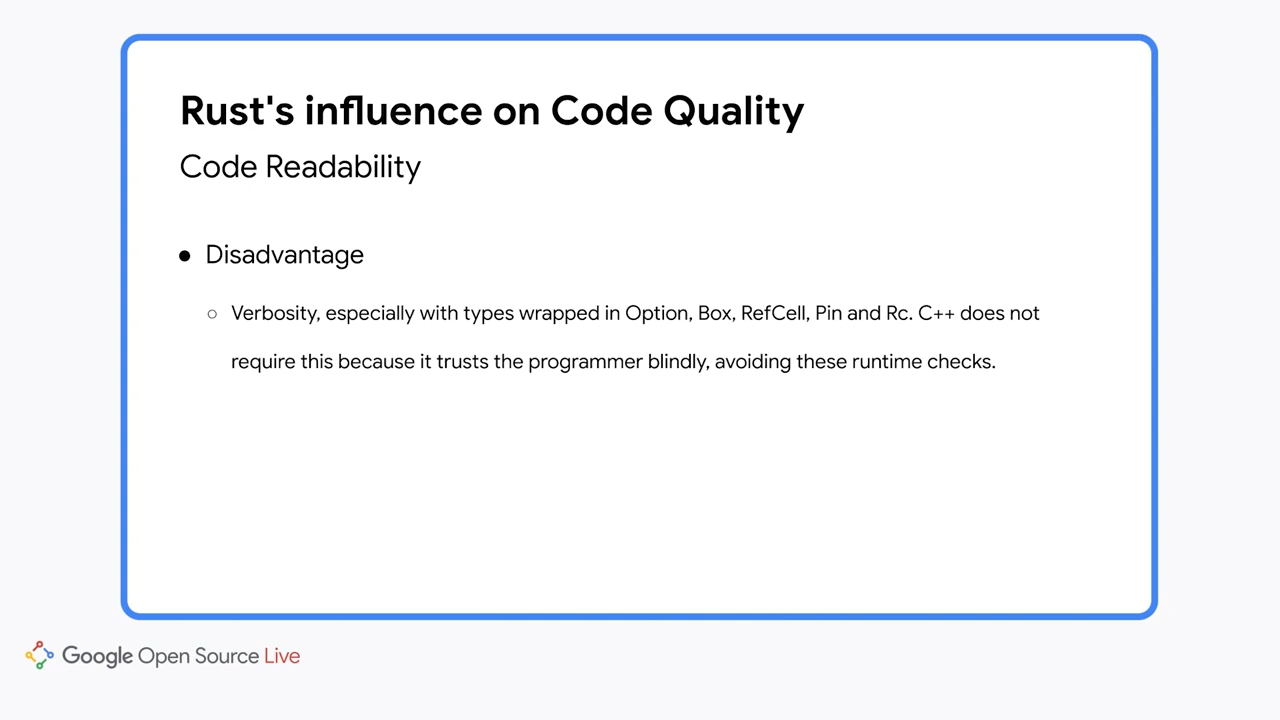 Rust's influence on Code Quality
Code Readability
● Disadvantage
○ Verbosity, especially with types wrapped in Option, Box, RefCell, Pin and Rc. C++ does not
require this because it trusts the programmer blindly, avoiding these runtime checks.
Google Open Source Live